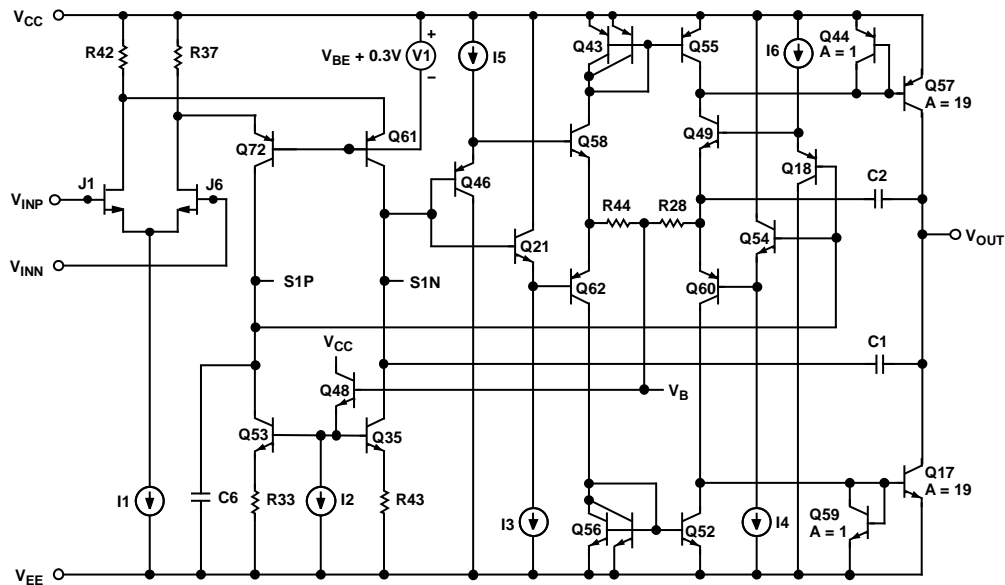 VCC
R42
R37
VBE + 0.3V
+
V1
−
I5
Q43
Q55
I6
Q44
A = 1
Q57
A = 19
Q72
Q61
Q46
Q58
Q49
Q18
C2
VINP
J1
J6
VINN
Q21
R44
R28
Q54
VOUT
S1P
S1N
Q62
Q60
VCC
Q48
VB
C1
Q53
Q35
Q17
A = 19
I1
C6
R33
I2
R43
I3
Q56
Q52
I4
Q59
A = 1
VEE